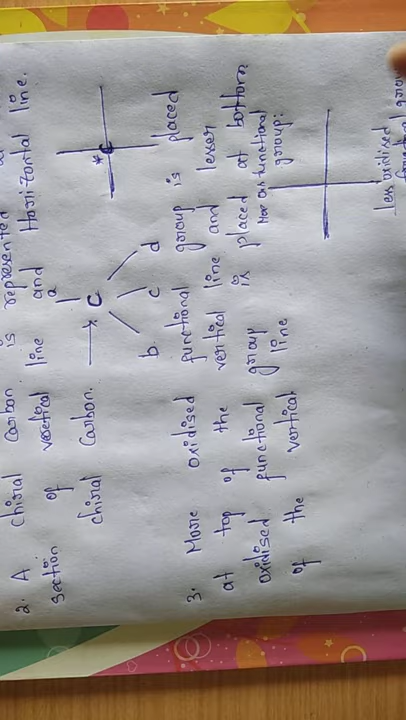 2. A chiral carbon is represented
section of vertical line and Horizontal line.
chiral carbon. → C *C
a
b c d
3. More oxidised functional group is placed
at top of the vertical line and lesser
oxidised functional group is placed at bottom
of the vertical line
functional
group:
less oxidised